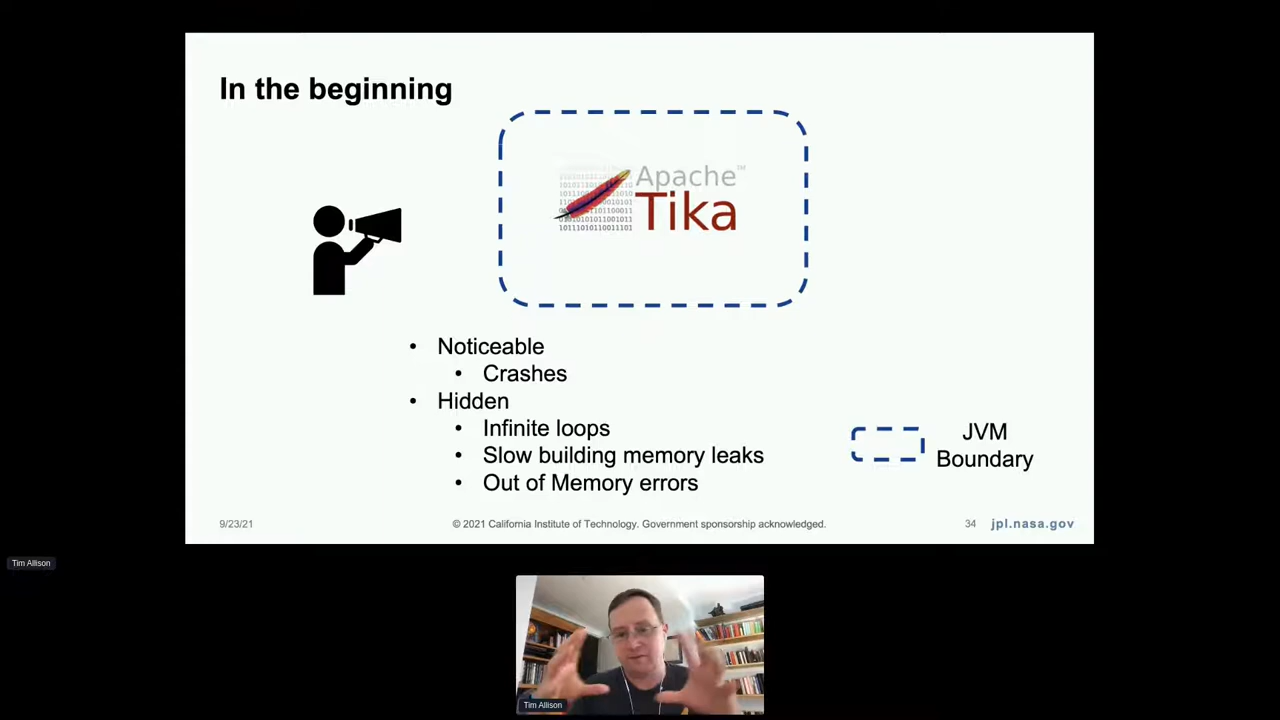 In the beginning
Apache™
Tika
• Noticeable
• Crashes
• Hidden
• Infinite loops
• Slow building memory leaks
• Out of Memory errors
JVM
Boundary
9/23/21
© 2021 California Institute of Technology. Government sponsorship acknowledged.
34
jpl.nasa.gov
Tim Allison
Tim Allison